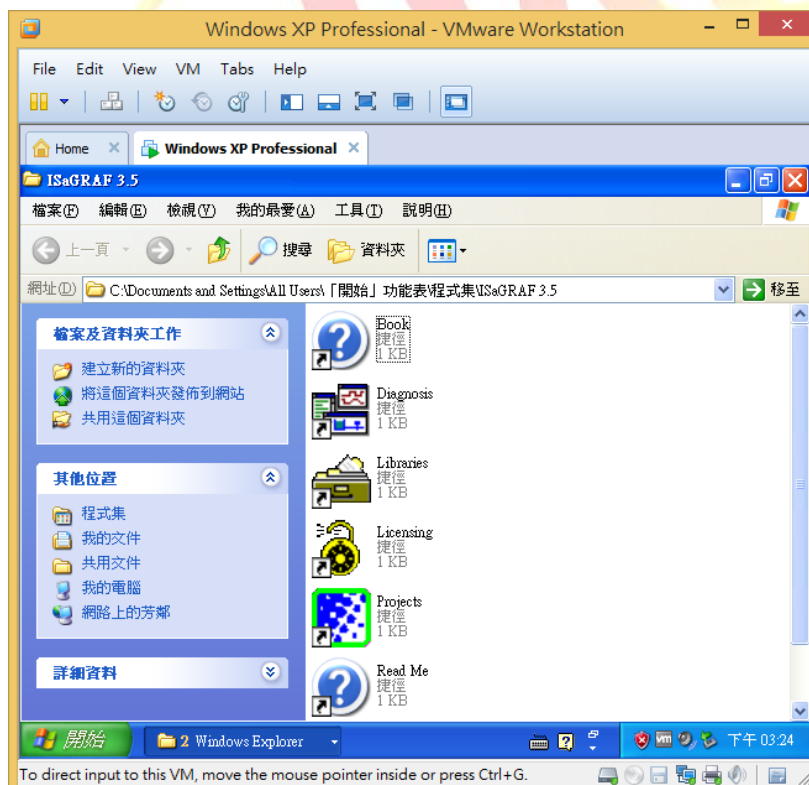 Windows XP Professional - VMware Workstation
File Edit View VM Tabs Help
Home
Windows XP Professional
ISaGRAF 3.5
檔案(F) 編輯(E) 檢視(V) 我的最愛(A) 工具(T) 說明(H)
上一頁 搜尋 資料夾
網址(D) C:\Documents and Settings\All Users\「開始」功能表\程式集\ISaGRAF 3.5 移至
檔案及資料夾工作
建立新的資料夾
將這個資料夾發佈到網站
共用這個資料夾
其他位置
程式集
我的文件
共用文件
我的電腦
網路上的芳鄰
詳細資料
Book
捷徑
1 KB
Diagnosis
捷徑
1 KB
Libraries
捷徑
1 KB
Licensing
捷徑
1 KB
Projects
捷徑
1 KB
Read Me
捷徑
1 KB
開始 2 Windows Explorer 下午 03:24
To direct input to this VM, move the mouse pointer inside or press Ctrl+G.